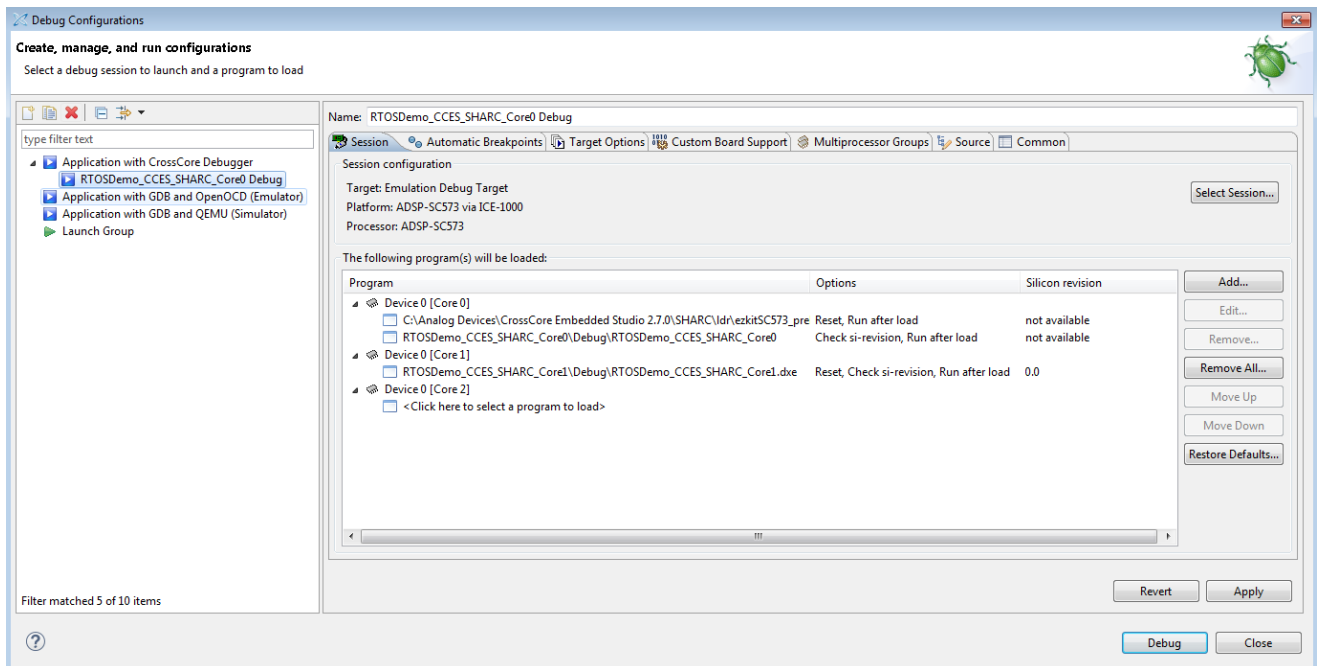 Debug Configurations
Create, manage, and run configurations
Select a debug session to launch and a program to load
type filter text
Application with CrossCore Debugger
RTOSDemo_CCES_SHARC_Core0 Debug
Application with GDB and OpenOCD (Emulator)
Application with GDB and QEMU (Simulator)
Launch Group
Filter matched 5 of 10 items
Name: RTOSDemo_CCES_SHARC_Core0 Debug
Session Automatic Breakpoints Target Options Custom Board Support Multiprocessor Groups Source Common
Session configuration
Target: Emulation Debug Target
Platform: ADSP-SC573 via ICE-1000
Processor: ADSP-SC573
Select Session...
The following program(s) will be loaded:
Program Options Silicon revision
Device 0 [Core 0]
C:\Analog Devices\CrossCore Embedded Studio 2.7.0\SHARC\ldr\ezkitSC573_pre Reset, Run after load not available
RTOSDemo_CCES_SHARC_Core0\Debug\RTOSDemo_CCES_SHARC_Core0 Check si-revision, Run after load not available
Device 0 [Core 1]
RTOSDemo_CCES_SHARC_Core1\Debug\RTOSDemo_CCES_SHARC_Core1.dxe Reset, Check si-revision, Run after load 0.0
Device 0 [Core 2]
<Click here to select a program to load>
Add...
Edit...
Remove...
Remove All...
Move Up
Move Down
Restore Defaults...
Revert Apply
? Debug Close